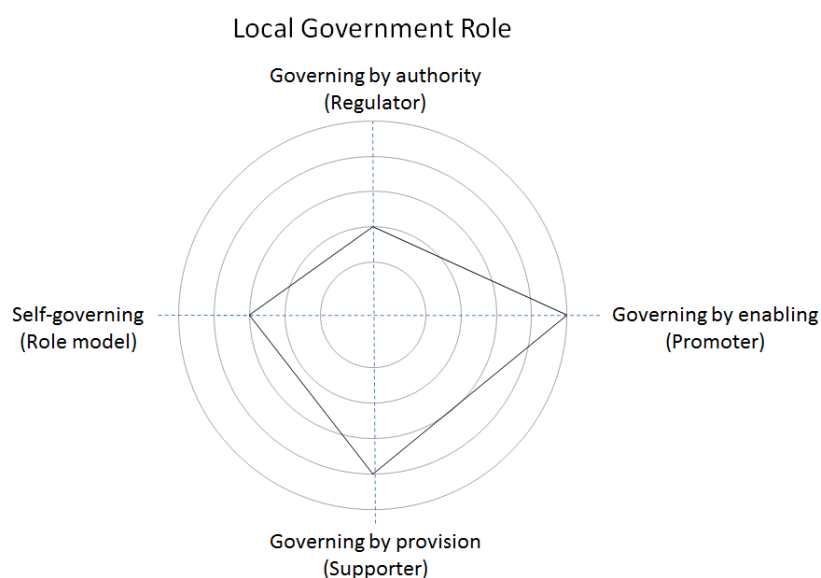 Local Government Role
Governing by authority
(Regulator)
Self-governing
(Role model)
Governing by enabling
(Promoter)
Governing by provision
(Supporter)